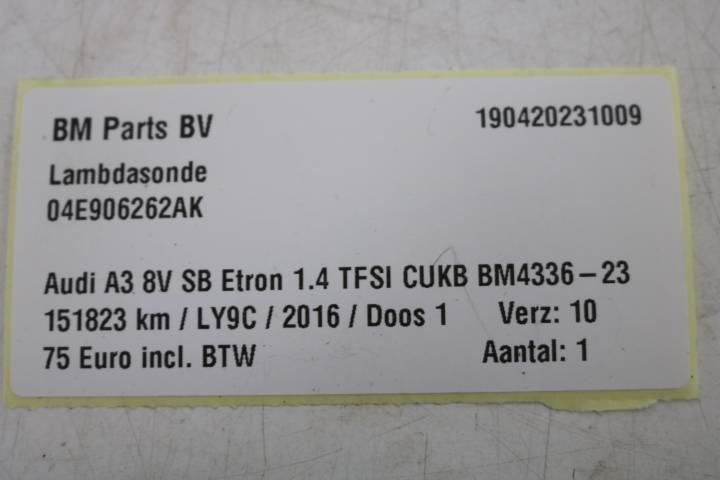 BM Parts BV 190420231009
Lambdasonde
04E906262AK
Audi A3 8V SB Etron 1.4 TFSI CUKB BM4336-23
151823 km / LY9C / 2016 / Doos 1 Verz: 10
75 Euro incl. BTW Aantal: 1